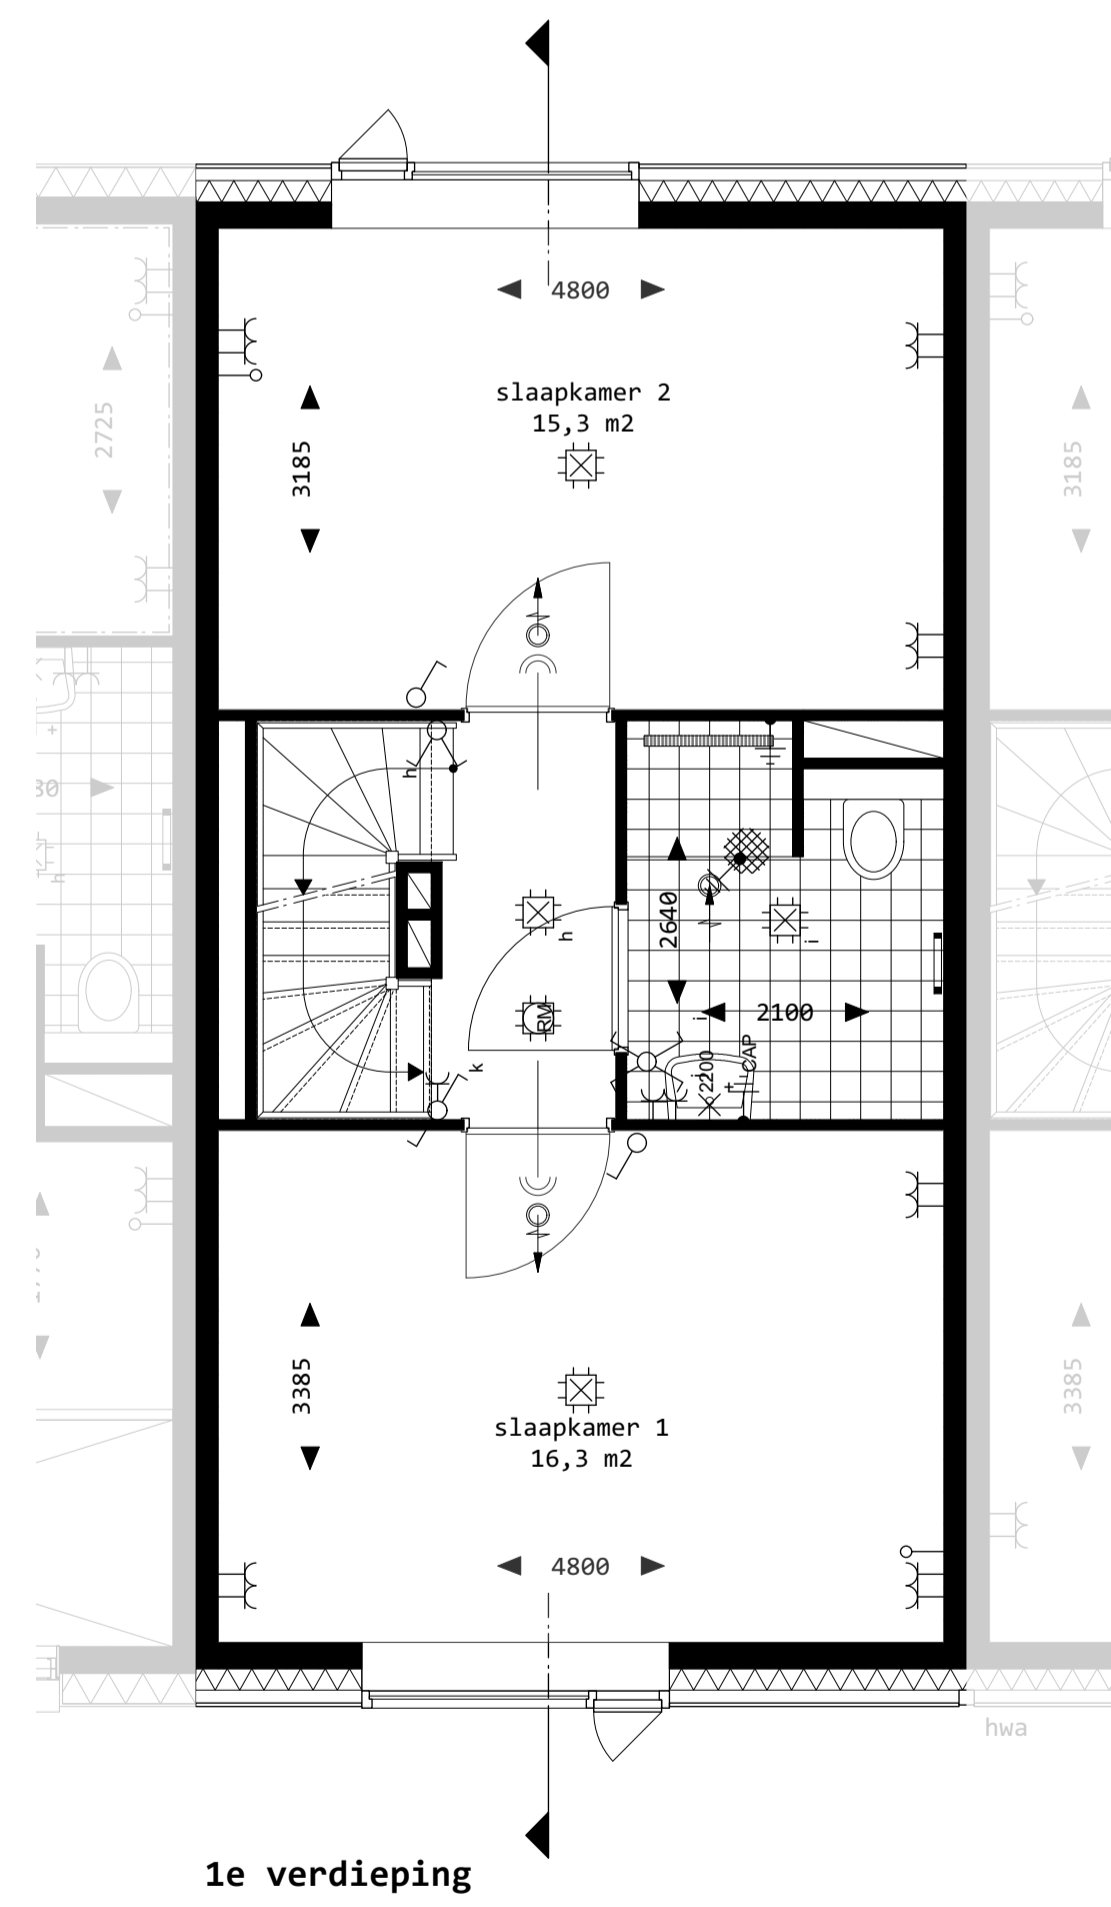 4800
slaapkamer 2
15,3 m2
2725
3185
3185
h
30
h
2640
h
i
RM
i
2100
k
i
2200
+
CAP
+
3385
slaapkamer 1
16,3 m2
3385
4800
hwa
1e verdieping